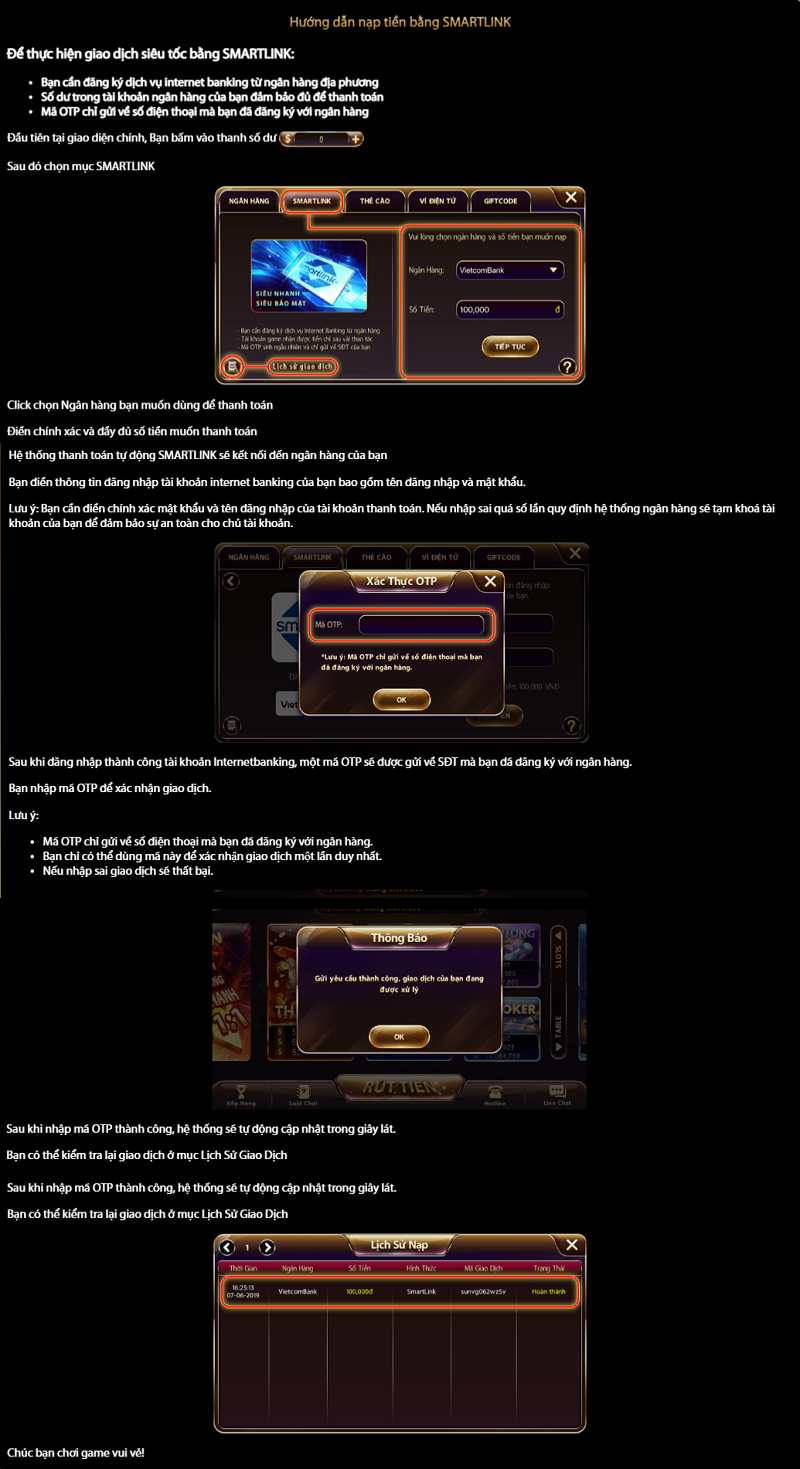 Hướng dẫn nạp tiền bằng SMARTLINK
Để thực hiện giao dịch siêu tốc bằng SMARTLINK:
• Bạn cần đăng ký dịch vụ internet banking từ ngân hàng địa phương
• Số dư trong tài khoản ngân hàng của bạn đảm bảo đủ để thanh toán
• Mã OTP chỉ gửi về số điện thoại mà bạn đã đăng ký với ngân hàng
Đầu tiên tại giao diện chính, Bạn bấm vào thanh số dư $ 0 +
Sau đó chọn mục SMARTLINK
NGÂN HÀNG SMARTLINK THẺ CÀO VÍ ĐIỆN TỬ GIFTCODE
Vui lòng chọn ngân hàng và số tiền bạn muốn nạp
smartlink
SIÊU NHANH
SIÊU BẢO MẬT
Ngân Hàng: VietcomBank
Số Tiền: 100,000 đ
- Bạn cần đăng ký dịch vụ Internet Banking từ ngân hàng
- Tài khoản game nhận được tiền chỉ sau vài thao tác
- Mã OTP sinh ngẫu nhiên và chỉ gửi về SĐT của bạn
TIẾP TỤC
Lịch sử giao dịch
?
Click chọn Ngân hàng bạn muốn dùng để thanh toán
Điền chính xác và đầy đủ số tiền muốn thanh toán
Hệ thống thanh toán tự động SMARTLINK sẽ kết nối đến ngân hàng của bạn
Bạn điền thông tin đăng nhập tài khoản internet banking của bạn bao gồm tên đăng nhập và mật khẩu.
Lưu ý: Bạn cần điền chính xác mật khẩu và tên đăng nhập của tài khoản thanh toán. Nếu nhập sai quá số lần quy định hệ thống ngân hàng sẽ tạm khoá tài
khoản của bạn để đảm bảo sự an toàn cho chủ tài khoản.
NGÂN HÀNG SMARTLINK THẺ CÀO VÍ ĐIỆN TỬ GIFTCODE
Xác Thực OTP
tin đăng nhập
của bạn.
Mã OTP:
*Lưu ý: Mã OTP chỉ gửi về số điện thoại mà bạn
đã đăng ký với ngân hàng.
tiền: 100,000 VNĐ
OK
?
Sau khi đăng nhập thành công tài khoản Internetbanking, một mã OTP sẽ được gửi về SĐT mà bạn đã đăng ký với ngân hàng.
Bạn nhập mã OTP để xác nhận giao dịch.
Lưu ý:
• Mã OTP chỉ gửi về số điện thoại mà bạn đã đăng ký với ngân hàng.
• Bạn chỉ có thể dùng mã này để xác nhận giao dịch một lần duy nhất.
• Nếu nhập sai giao dịch sẽ thất bại.
Thông Báo
Gửi yêu cầu thành công, giao dịch của bạn đang
được xử lý
OK
SLOTS
TABLE
RÚT TIỀN
Xếp Hạng Luật Chơi Hotline Live Chat
Sau khi nhập mã OTP thành công, hệ thống sẽ tự động cập nhật trong giây lát.
Bạn có thể kiểm tra lại giao dịch ở mục Lịch Sử Giao Dịch
Sau khi nhập mã OTP thành công, hệ thống sẽ tự động cập nhật trong giây lát.
Bạn có thể kiểm tra lại giao dịch ở mục Lịch Sử Giao Dịch
1 Lịch Sử Nạp
Thời Gian Ngân Hàng Số Tiền Hình Thức Mã Giao Dịch Trạng Thái
16:25:13
07-06-2019 VietcomBank 100,000đ SmartLink sunvg062wz5v Hoàn thành
Chúc bạn chơi game vui vẻ!